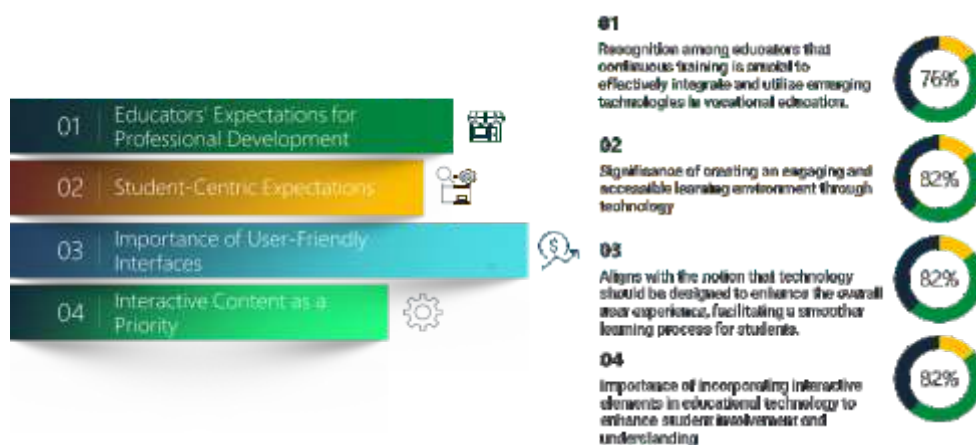 01
Educators' Expectations for
Professional Development
02
Student-Centric Expectations
03
Importance of User-Friendly
Interfaces
04
Interactive Content as a
Priority
01
Recognition among educators that
continuous training is crucial to
effectively integrate and utilise emerging
technologies in vocational education.
76%
02
Significance of creating an engaging and
accessible learning environment through
technology
82%
03
Aligns with the notion that technology
should be designed to enhance the overall
user experience, facilitating a smoother
learning process for students.
82%
04
Importance of incorporating interactive
elements in educational technology to
enhance student involvement and
understanding
82%